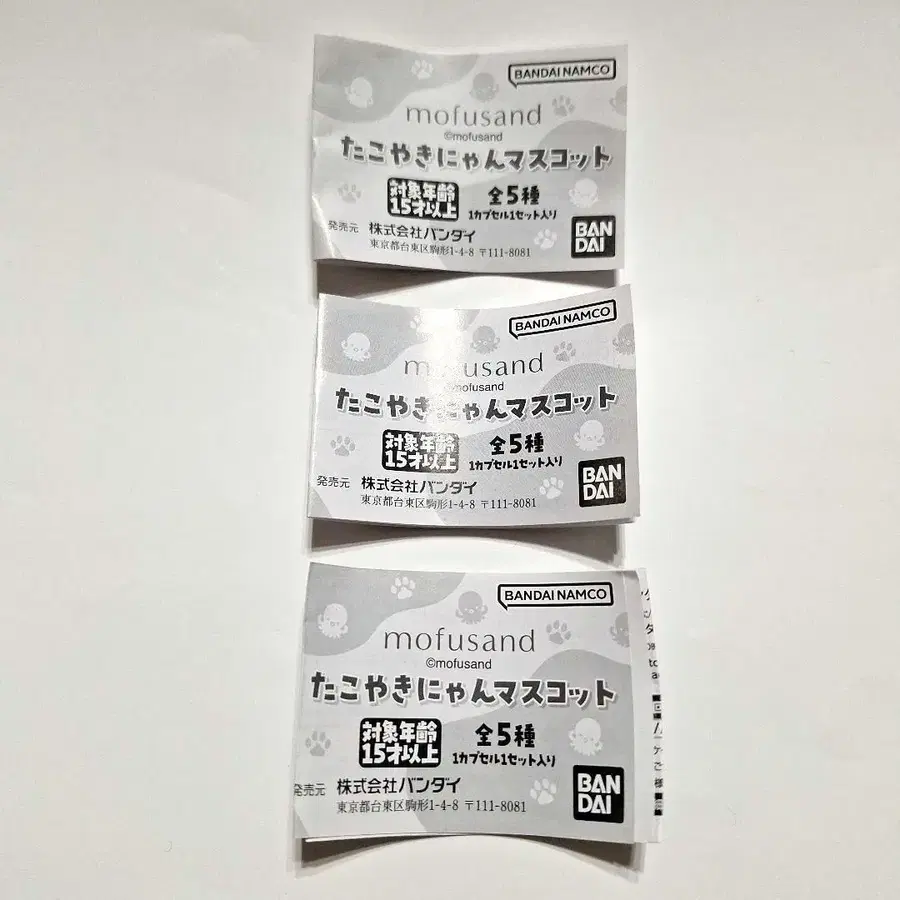 BANDAI NAMCO
mofusand
©mofusand
たこやきにゃんマスコット
対象年齢
15才以上
全5種
1カプセル1セット入り
発売元 株式会社バンダイ
東京都台東区駒形1-4-8 〒111-8081
BAN
DAI
BANDAI NAMCO
mofusand
mofusand
たこやきにゃんマスコット
対象年齢
15才以上
全5種
1カプセル1セット入り
発売元 株式会社バンダイ
東京都台東区駒形1-4-8 〒111-8081
BAN
DAI
BANDAI NAMCO
mofusand
©mofusand
たこやきにゃんマスコット
対象年齢
15才以上
全5種
1カプセル1セット入り
発売元 株式会社バンダイ
東京都台東区駒形1-4-8 〒111-8081
BAN
DAI